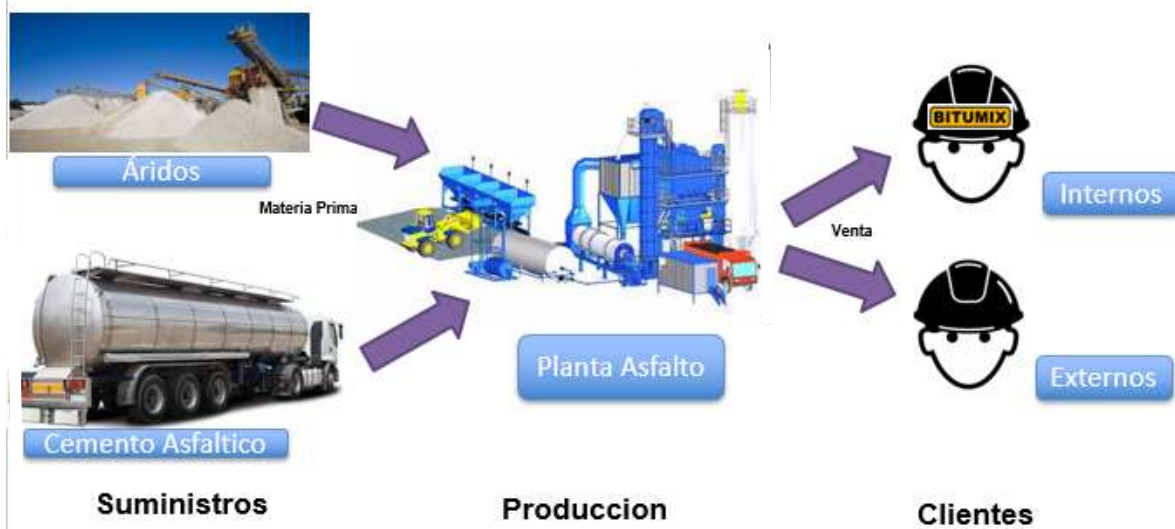 Áridos
Materia Prima
Cemento Asfaltico
Suministros
Planta Asfalto
Produccion
Venta
BITUMIX
Internos
Externos
Clientes